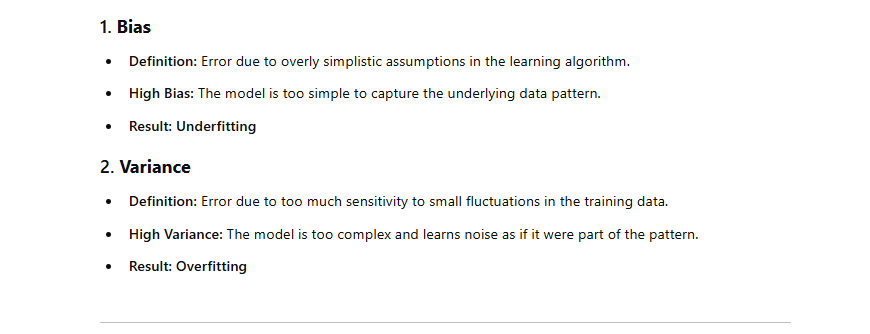 1. Bias
• Definition: Error due to overly simplistic assumptions in the learning algorithm.
• High Bias: The model is too simple to capture the underlying data pattern.
• Result: Underfitting
2. Variance
• Definition: Error due to too much sensitivity to small fluctuations in the training data.
• High Variance: The model is too complex and learns noise as if it were part of the pattern.
• Result: Overfitting